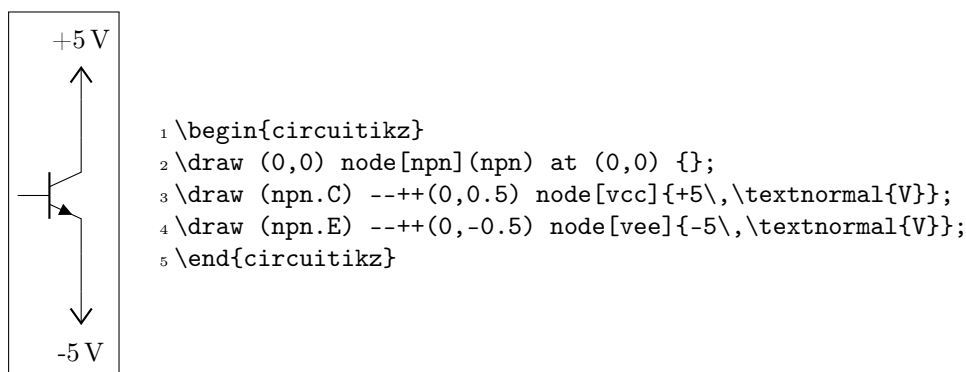 +5 V
-5 V
1 \begin{circuitikz}
2 \draw (0,0) node[npn](npn) at (0,0) {};
3 \draw (npn.C) --++(0,0.5) node[vcc]{+5\,\textnormal{V}};
4 \draw (npn.E) --++(0,-0.5) node[vee]{-5\,\textnormal{V}};
5 \end{circuitikz}